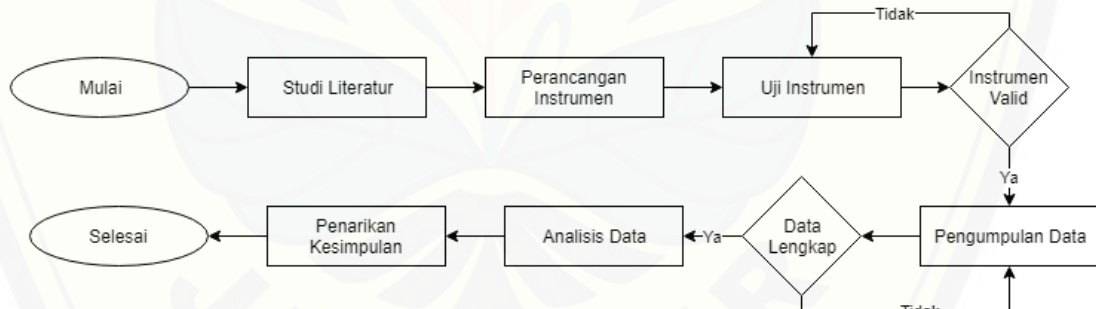 Tidak
Mulai
Studi Literatur
Perancangan
Instrumen
Uji Instrumen
Instrumen
Valid
Ya
Selesai
Penarikan
Kesimpulan
Analisis Data
Ya
Data
Lengkap
Pengumpulan Data
Tidak